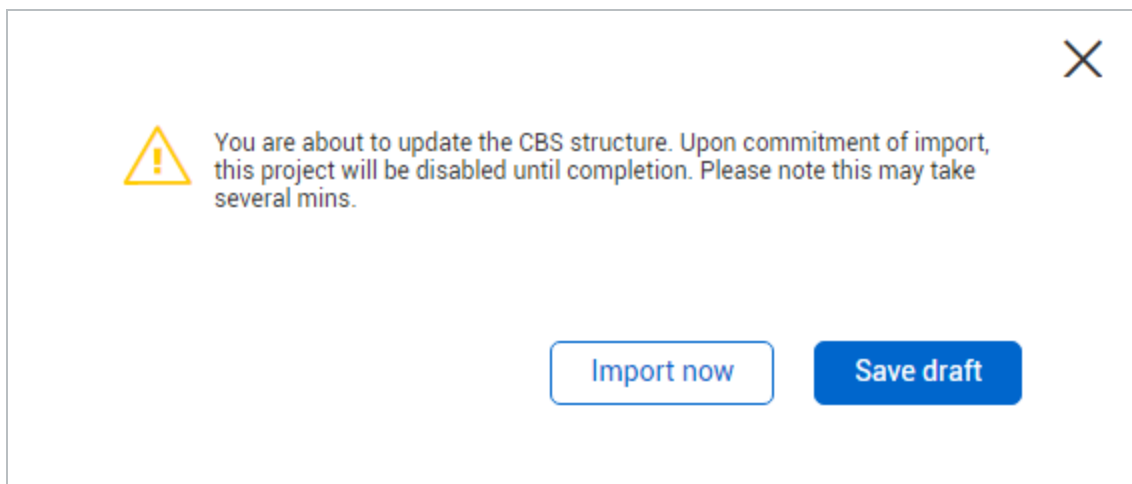 You are about to update the CBS structure. Upon commitment of import,
this project will be disabled until completion. Please note this may take
several mins.
Import now
Save draft